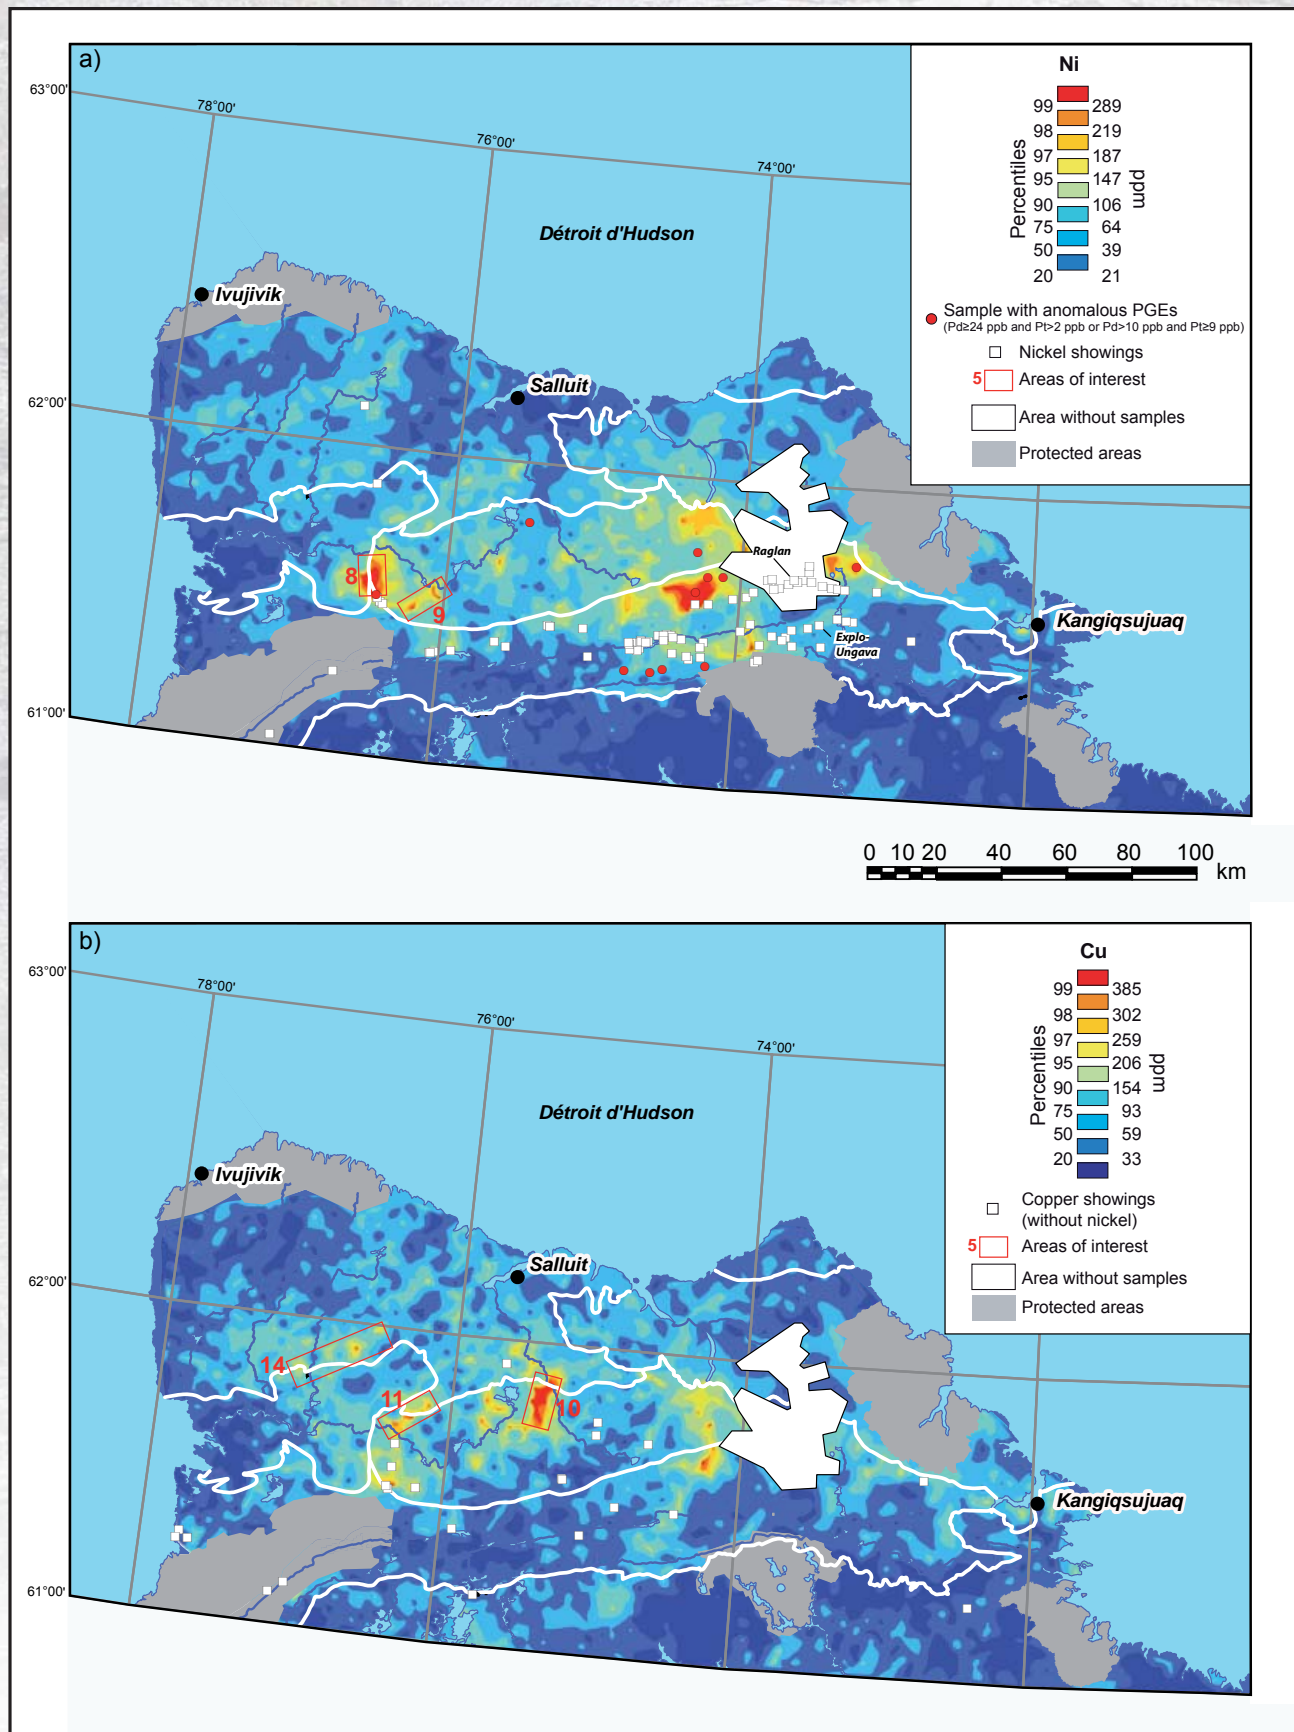 a)
63°00'
78°00'
76°00'
74°00'
Détroit d'Hudson
Ivujivik
Salluit
62°00'
Raglan
8
9
Explo-
Ungava
Kangiqsujuaq
61°00'
Ni
Percentiles
ppm
99 289
98 219
97 187
95 147
90 106
75 64
50 39
20 21
Sample with anomalous PGEs
(Pd≥24 ppb and Pt>2 ppb or Pd>10 ppb and Pt≥9 ppb)
Nickel showings
5 Areas of interest
Area without samples
Protected areas
0 10 20 40 60 80 100 km
b)
63°00'
78°00'
76°00'
74°00'
Détroit d'Hudson
Ivujivik
Salluit
62°00'
14
11
10
Kangiqsujuaq
61°00'
Cu
Percentiles
ppm
99 385
98 302
97 259
95 206
90 154
75 93
50 59
20 33
Copper showings
(without nickel)
5 Areas of interest
Area without samples
Protected areas